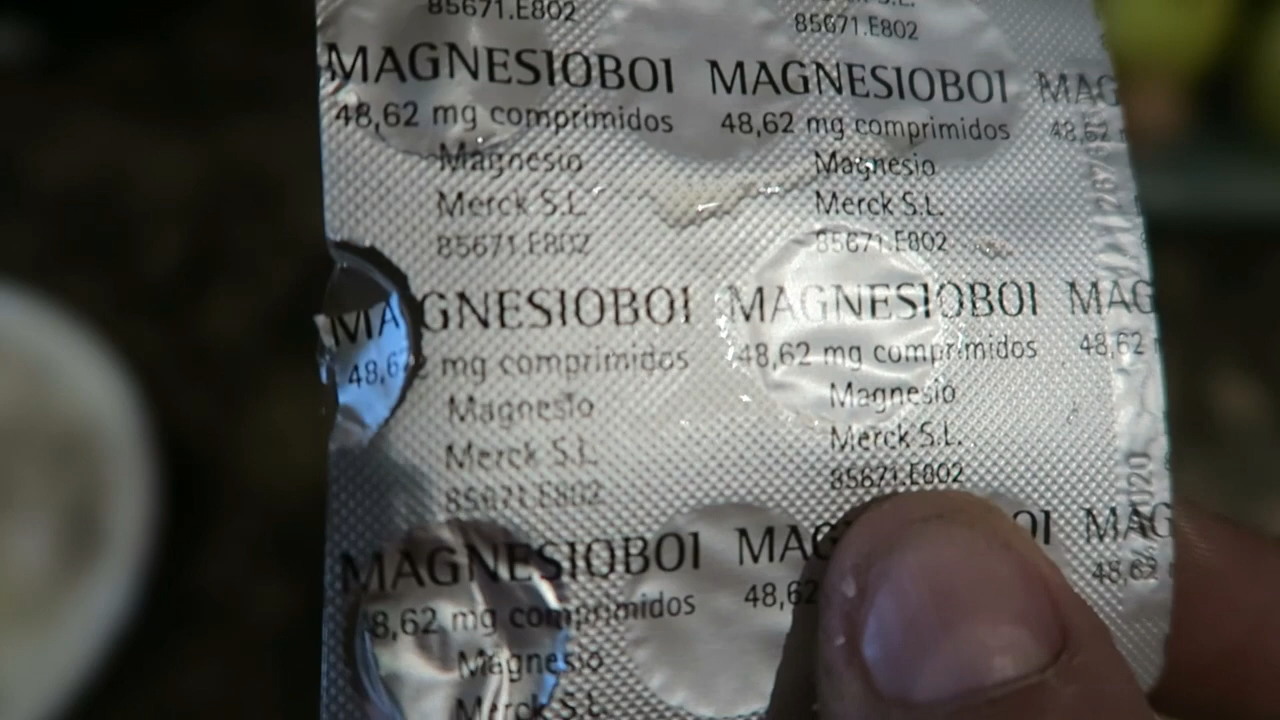 85671.E802 85671.E802
MAGNESIOBOI MAGNESIOBOI MAG
48,62 mg comprimidos 48,62 mg comprimidos 48,62
Magnesio Magnesio
Merck S.L. Merck S.L.
85671.E802 85671.E802
MAGNESIOBOI MAGNESIOBOI MAG
48,62 mg comprimidos 48,62 mg comprimidos 48,62
Magnesio Magnesio
Merck S.L. Merck S.L.
85671.E802 85671.E802
MAGNESIOBOI MAG OI MAG
8,62 mg comprimidos 48,62 48,62
Magnesio
Merck S.L.